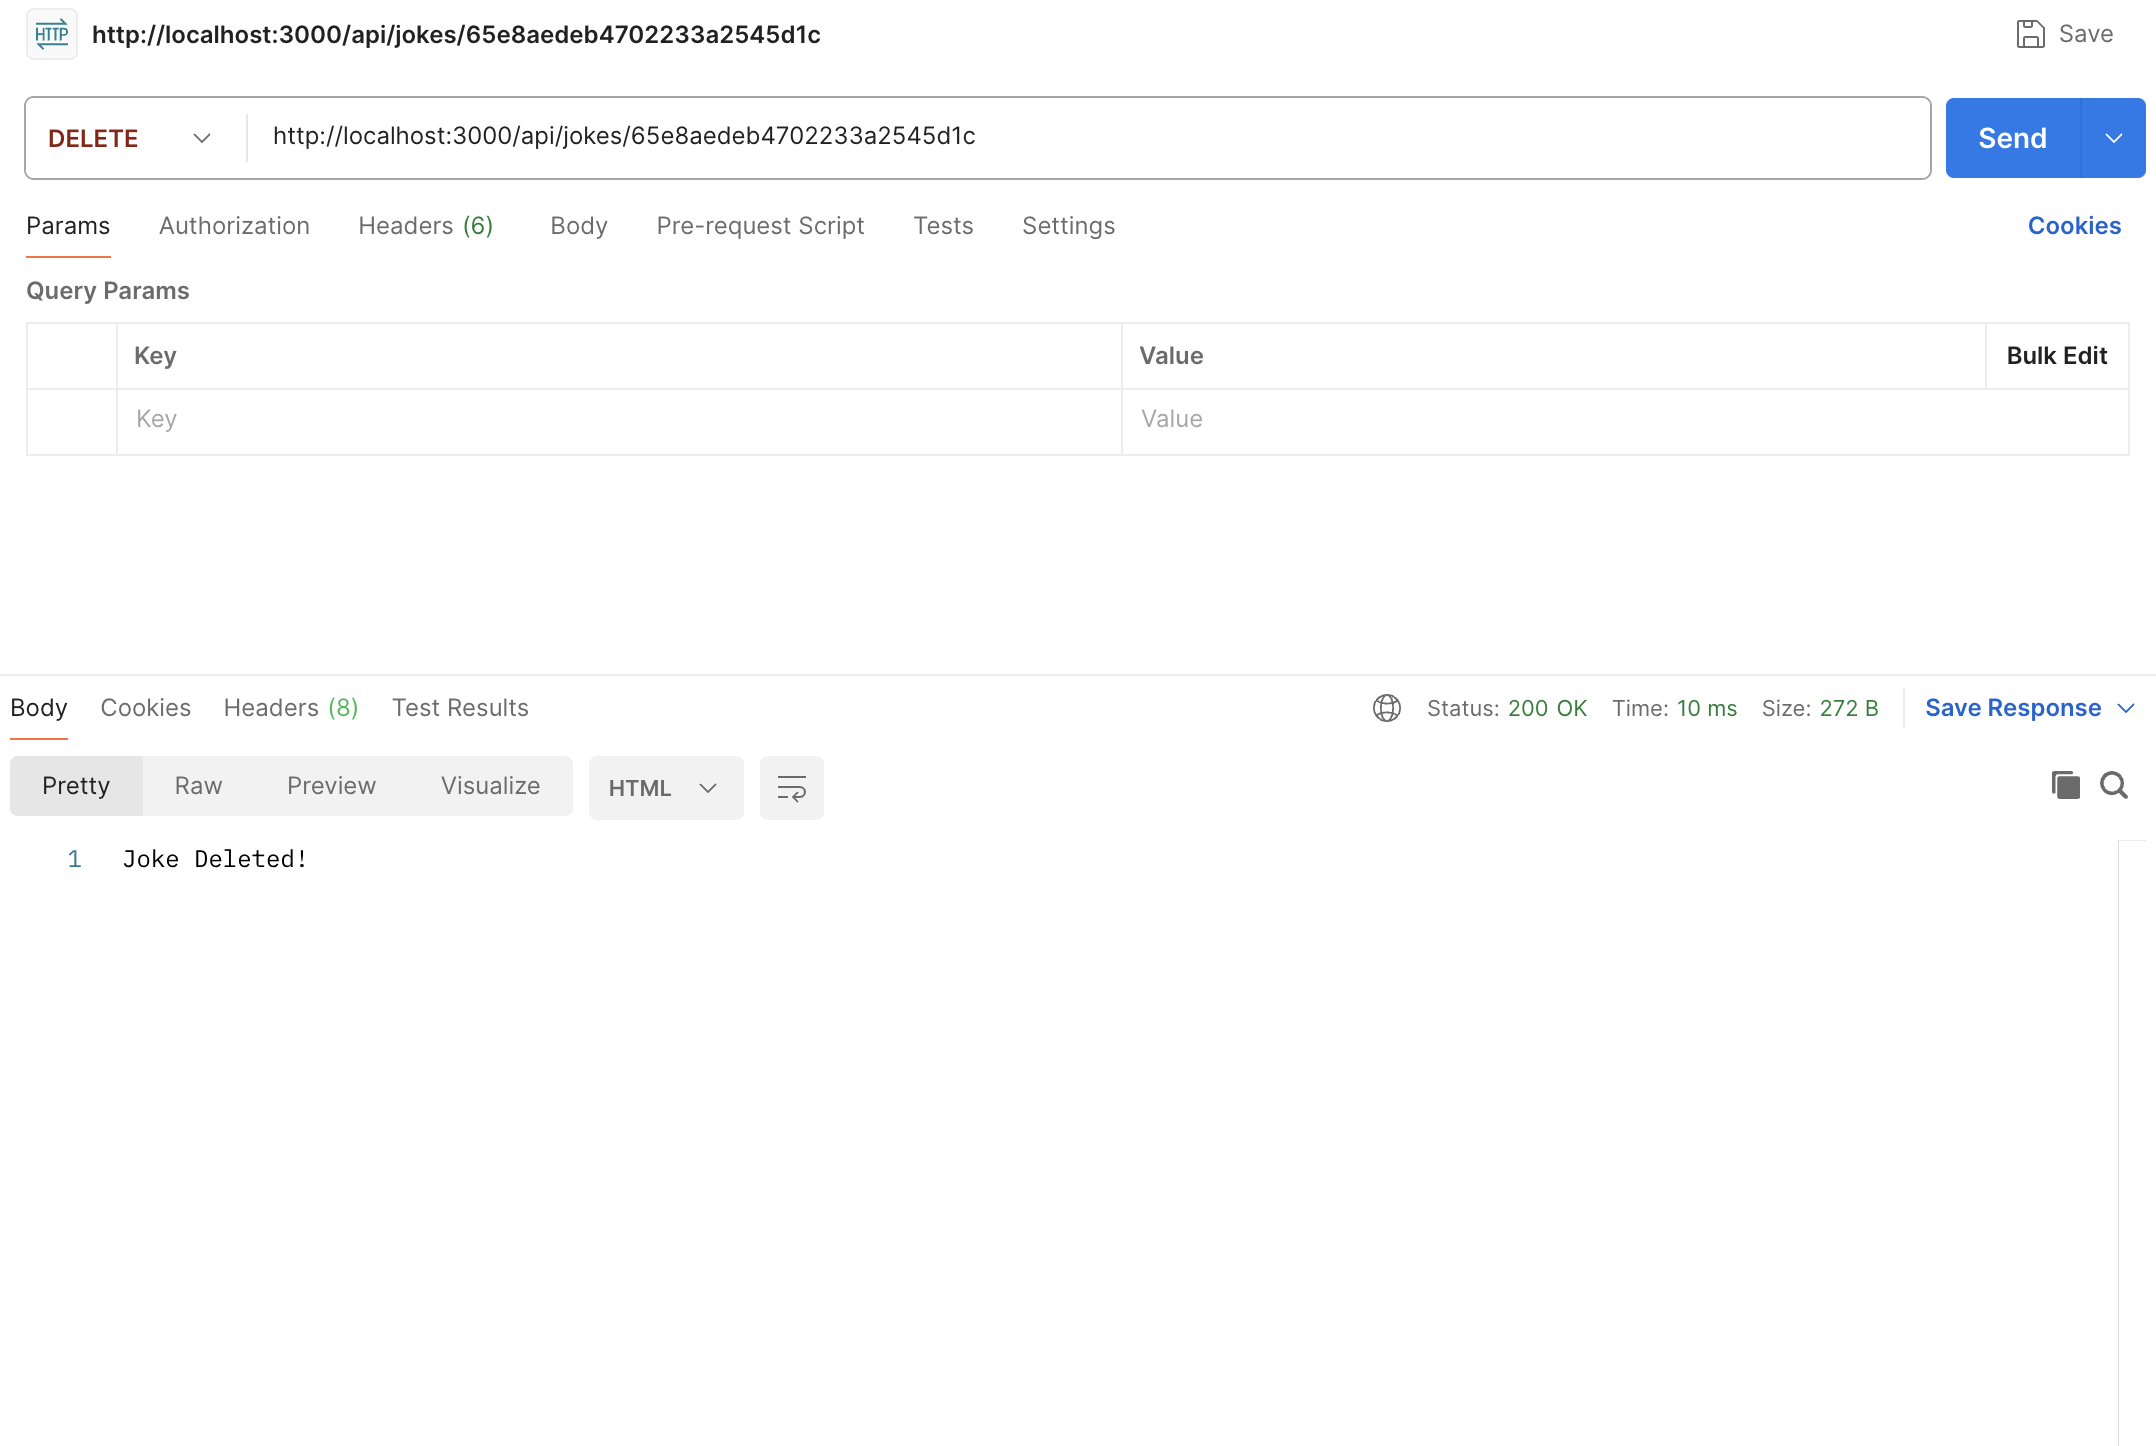 HTTP http://localhost:3000/api/jokes/65e8aedeb4702233a2545d1c Save
DELETE http://localhost:3000/api/jokes/65e8aedeb4702233a2545d1c Send
Params Authorization Headers (6) Body Pre-request Script Tests Settings Cookies
Query Params
Key Value Bulk Edit
Key Value
Body Cookies Headers (8) Test Results Status: 200 OK Time: 10 ms Size: 272 B Save Response
Pretty Raw Preview Visualize HTML
1 Joke Deleted!